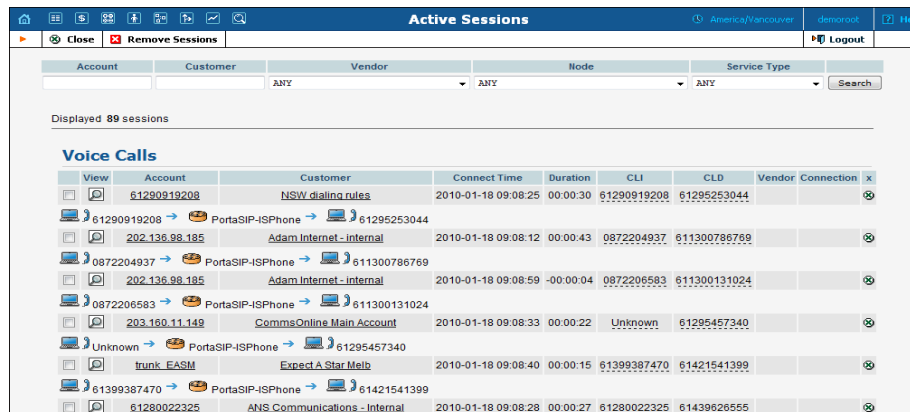 Active Sessions America/Vancouver demoroot ? He
Close Remove Sessions Logout
Account Customer Vendor Node Service Type
ANY ANY ANY Search
Displayed 89 sessions
Voice Calls
View Account Customer Connect Time Duration CLI CLD Vendor Connection x
61290919208 NSW dialing rules 2010-01-18 09:08:25 00:00:30 61290919208 61295253044
61290919208 → PortaSIP-ISPhone → 61295253044
202.136.98.185 Adam Internet - internal 2010-01-18 09:08:12 00:00:43 0872204937 611300786769
0872204937 → PortaSIP-ISPhone → 611300786769
202.136.98.185 Adam Internet - internal 2010-01-18 09:08:59 -00:00:04 0872206583 611300131024
0872206583 → PortaSIP-ISPhone → 611300131024
203.160.11.149 CommsOnline Main Account 2010-01-18 09:08:33 00:00:22 Unknown 61295457340
Unknown → PortaSIP-ISPhone → 61295457340
trunk_EASM Expect A Star Melb 2010-01-18 09:08:40 00:00:15 61399387470 61421541399
61399387470 → PortaSIP-ISPhone → 61421541399
61280022325 ANS Communications - Internal 2010-01-18 09:08:28 00:00:27 61280022325 61439626555